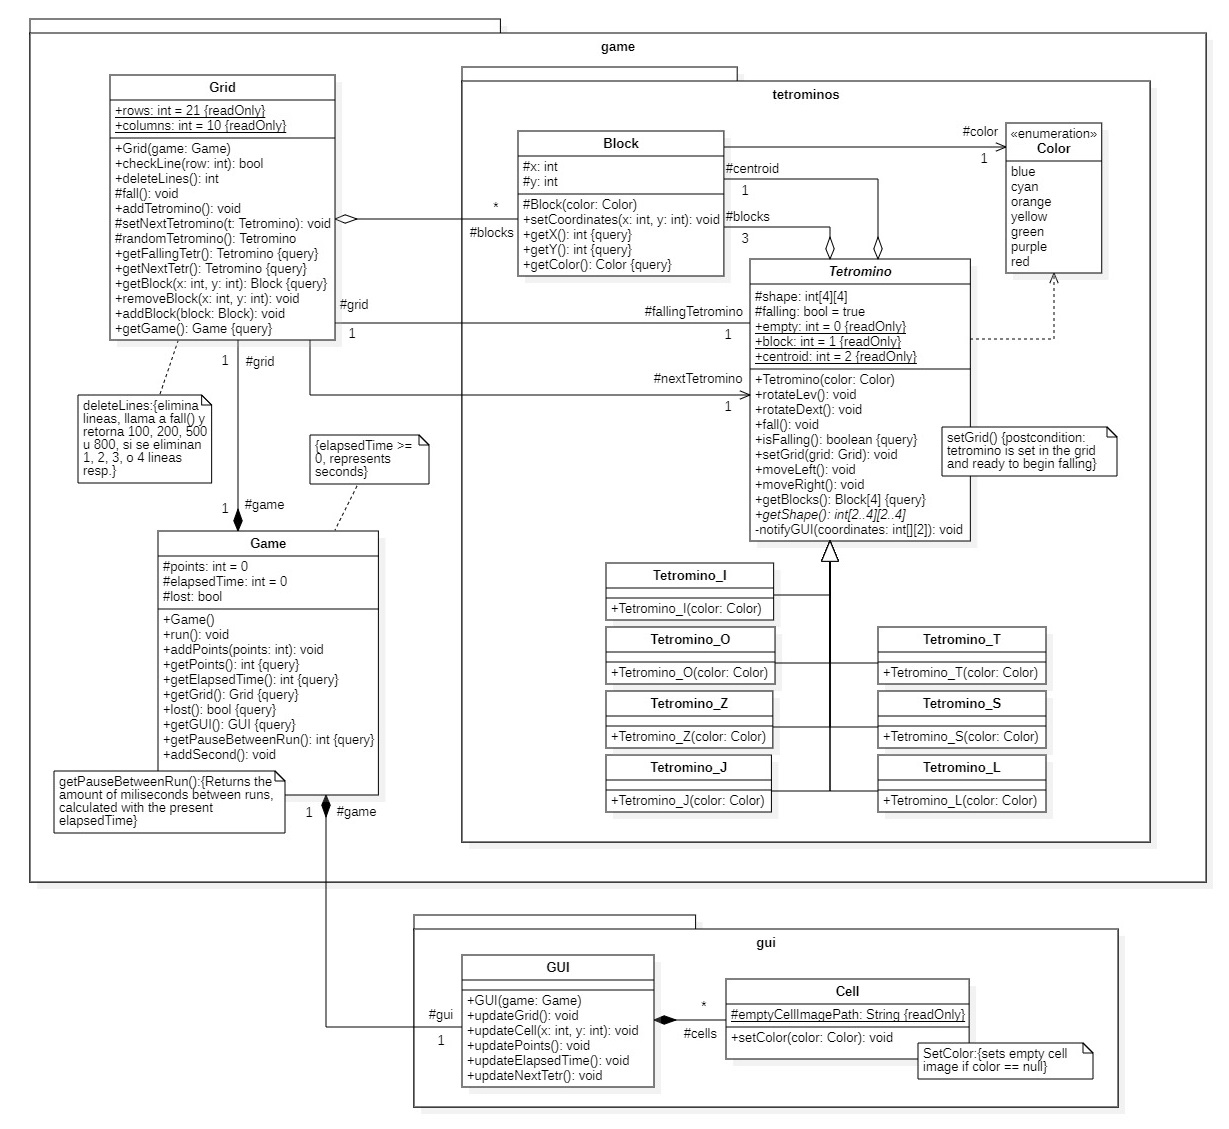 game
Grid
+rows: int = 21 {readOnly}
+columns: int = 10 {readOnly}
+Grid(game: Game)
+checkLine(row: int): bool
+deleteLines(): int
#fall(): void
+addTetromino(): void
#setNextTetromino(t: Tetromino): void
#randomTetromino(): Tetromino
+getFallingTetr(): Tetromino {query}
+getNextTetr(): Tetromino {query}
+getBlock(x: int, y: int): Block {query}
+removeBlock(x: int, y: int): void
+addBlock(block: Block): void
+getGame(): Game {query}
tetrominos
Block
#x: int
#y: int
#Block(color: Color)
+setCoordinates(x: int, y: int): void
+getX(): int {query}
+getY(): int {query}
+getColor(): Color {query}
#color
1
«enumeration»
Color
blue
cyan
orange
yellow
green
purple
red
#centroid
1
#blocks
3
*
#blocks
Tetromino
#shape: int[4][4]
#falling: bool = true
+empty: int = 0 {readOnly}
+block: int = 1 {readOnly}
+centroid: int = 2 {readOnly}
+Tetromino(color: Color)
+rotateLev(): void
+rotateDext(): void
+fall(): void
+isFalling(): boolean {query}
+setGrid(grid: Grid): void
+moveLeft(): void
+moveRight(): void
+getBlocks(): Block[4] {query}
+getShape(): int[2..4][2..4]
-notifyGUI(coordinates: int[][2]): void
#grid
1
#fallingTetromino
1
#nextTetromino
1
1
#grid
deleteLines:{elimina
lineas, llama a fall() y
retorna 100, 200, 500
u 800, si se eliminan
1, 2, 3, o 4 lineas
resp.}
{elapsedTime >=
0, represents
seconds}
setGrid() {postcondition:
tetromino is set in the grid
and ready to begin falling}
1
#game
Game
#points: int = 0
#elapsedTime: int = 0
#lost: bool
+Game()
+run(): void
+addPoints(points: int): void
+getPoints(): int {query}
+getElapsedTime(): int {query}
+getGrid(): Grid {query}
+lost(): bool {query}
+getGUI(): GUI {query}
+getPauseBetweenRun(): int {query}
+addSecond(): void
getPauseBetweenRun():{Returns the
amount of miliseconds between runs,
calculated with the present
elapsedTime}
1
#game
Tetromino_I
+Tetromino_I(color: Color)
Tetromino_O
+Tetromino_O(color: Color)
Tetromino_T
+Tetromino_T(color: Color)
Tetromino_Z
+Tetromino_Z(color: Color)
Tetromino_S
+Tetromino_S(color: Color)
Tetromino_J
+Tetromino_J(color: Color)
Tetromino_L
+Tetromino_L(color: Color)
gui
GUI
+GUI(game: Game)
+updateGrid(): void
+updateCell(x: int, y: int): void
+updatePoints(): void
+updateElapsedTime(): void
+updateNextTetr(): void
#gui
1
*
#cells
Cell
#emptyCellImagePath: String {readOnly}
+setColor(color: Color): void
SetColor:{sets empty cell
image if color == null}